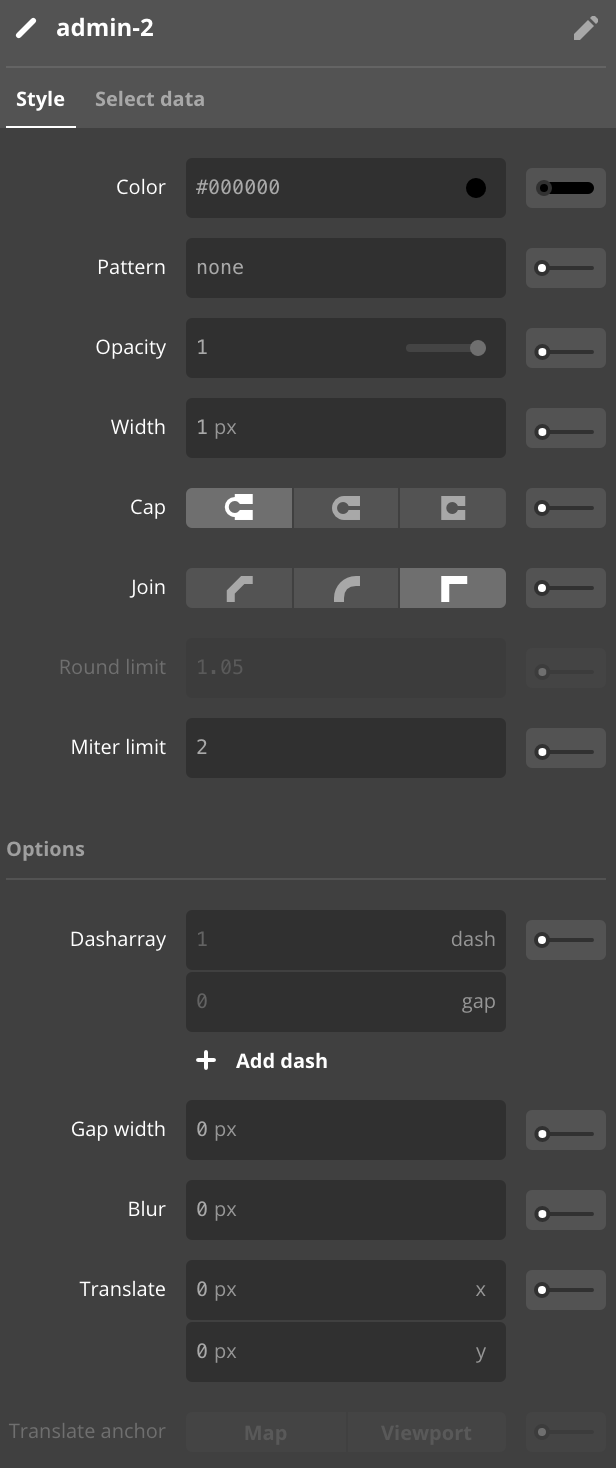 admin-2
Style Select data
Color #000000
Pattern none
Opacity 1
Width 1 px
Cap
Join
Round limit 1.05
Miter limit 2
Options
Dasharray 1 dash
0 gap
Add dash
Gap width 0 px
Blur 0 px
Translate 0 px x
0 px y
Translate anchor Map Viewport